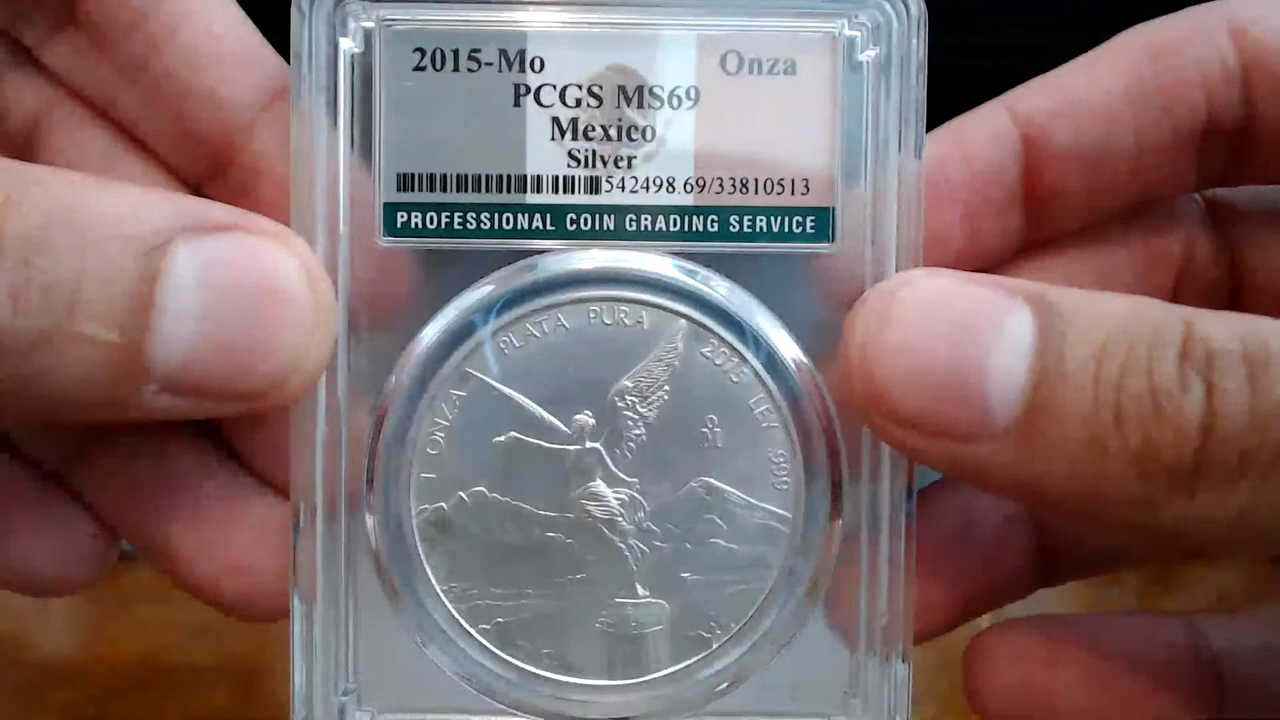 2015-Mo Onza
PCGS MS69
Mexico
Silver
542498.69/33810513
PROFESSIONAL COIN GRADING SERVICE
1 ONZA PLATA PURA 2015 LEY .999
Mo